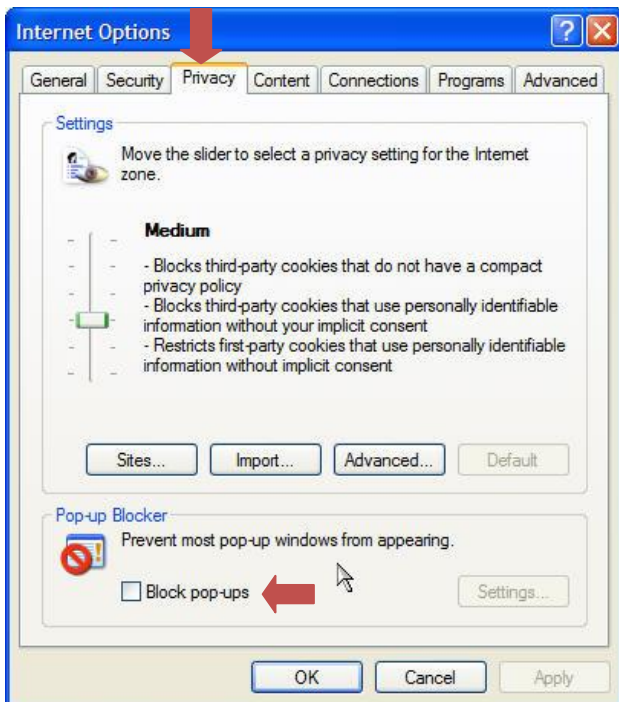 Internet Options
General Security Privacy Content Connections Programs Advanced
Settings
Move the slider to select a privacy setting for the Internet
zone.
Medium
- Blocks third-party cookies that do not have a compact
privacy policy
- Blocks third-party cookies that use personally identifiable
information without your implicit consent
- Restricts first-party cookies that use personally identifiable
information without implicit consent
Sites... Import... Advanced... Default
Pop-up Blocker
Prevent most pop-up windows from appearing.
Block pop-ups Settings...
OK Cancel Apply